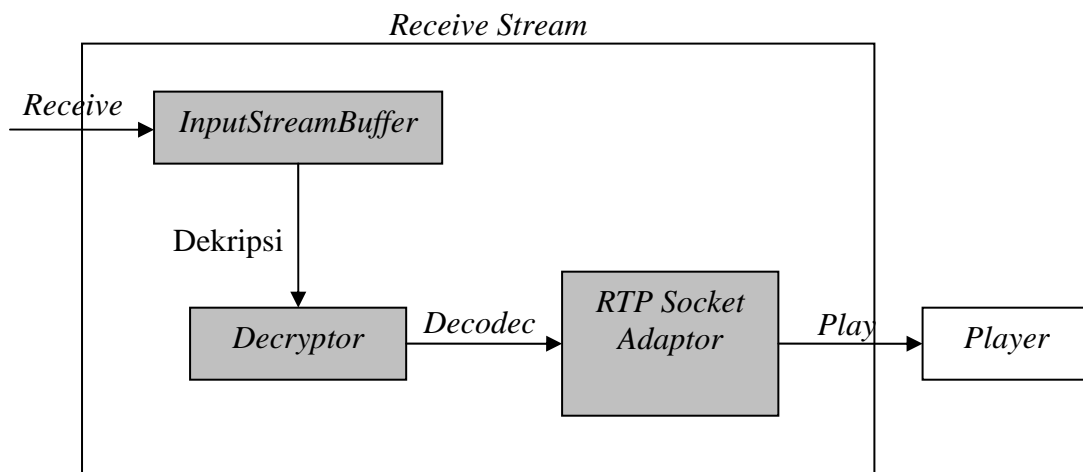 Receive Stream
Receive
InputStreamBuffer
Dekripsi
Decryptor
Decodec
RTP Socket
Adaptor
Play
Player